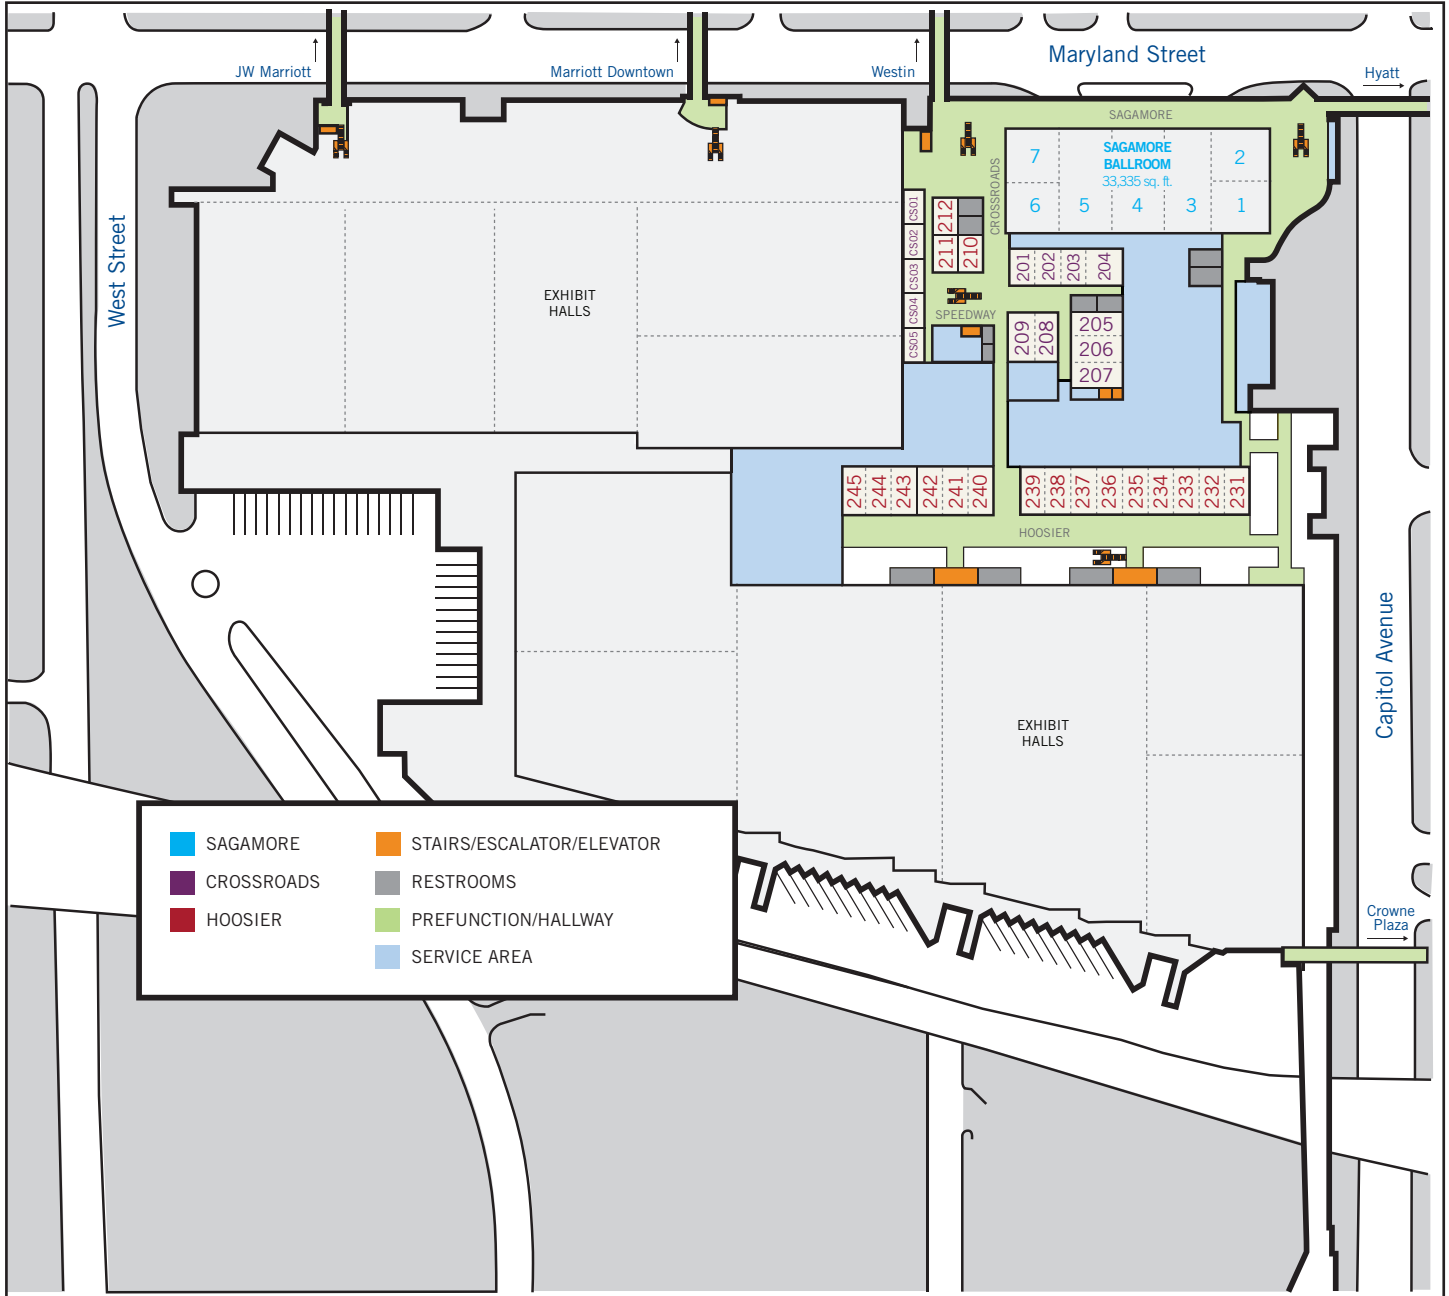 Maryland Street
JW Marriott
Marriott Downtown
Westin
Hyatt
SAGAMORE
SAGAMORE
BALLROOM
33,335 sq. ft.
7
2
6
5
4
3
1
CROSSROADS
West Street
CS01
CS02
CS03
CS04
CS05
212
211
210
201
202
203
204
EXHIBIT
HALLS
SPEEDWAY
209
208
205
206
207
245
244
243
242
241
240
239
238
237
236
235
234
233
232
231
HOOSIER
Capitol Avenue
EXHIBIT
HALLS
SAGAMORE
CROSSROADS
HOOSIER
STAIRS/ESCALATOR/ELEVATOR
RESTROOMS
PREFUNCTION/HALLWAY
SERVICE AREA
Crowne
Plaza